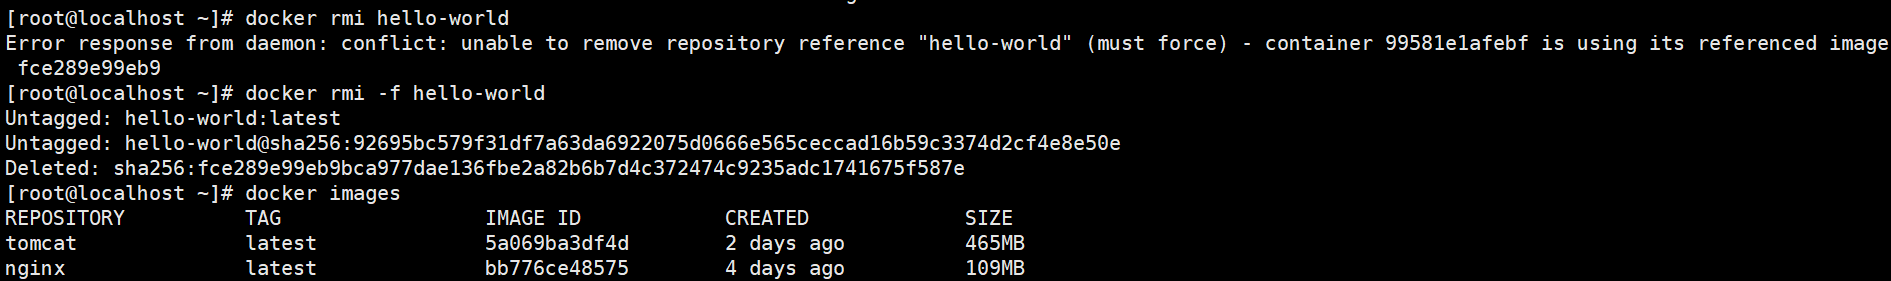 [root@localhost ~]# docker rmi hello-world
Error response from daemon: conflict: unable to remove repository reference "hello-world" (must force) - container 99581e1afebf is using its referenced image
 fce289e99eb9
[root@localhost ~]# docker rmi -f hello-world
Untagged: hello-world:latest
Untagged: hello-world@sha256:92695bc579f31df7a63da6922075d0666e565ceccad16b59c3374d2cf4e8e50e
Deleted: sha256:fce289e99eb9bca977dae136fbe2a82b6b7d4c372474c9235adc1741675f587e
[root@localhost ~]# docker images
REPOSITORY          TAG                 IMAGE ID            CREATED             SIZE
tomcat              latest              5a069ba3df4d        2 days ago          465MB
nginx               latest              bb776ce48575        4 days ago          109MB